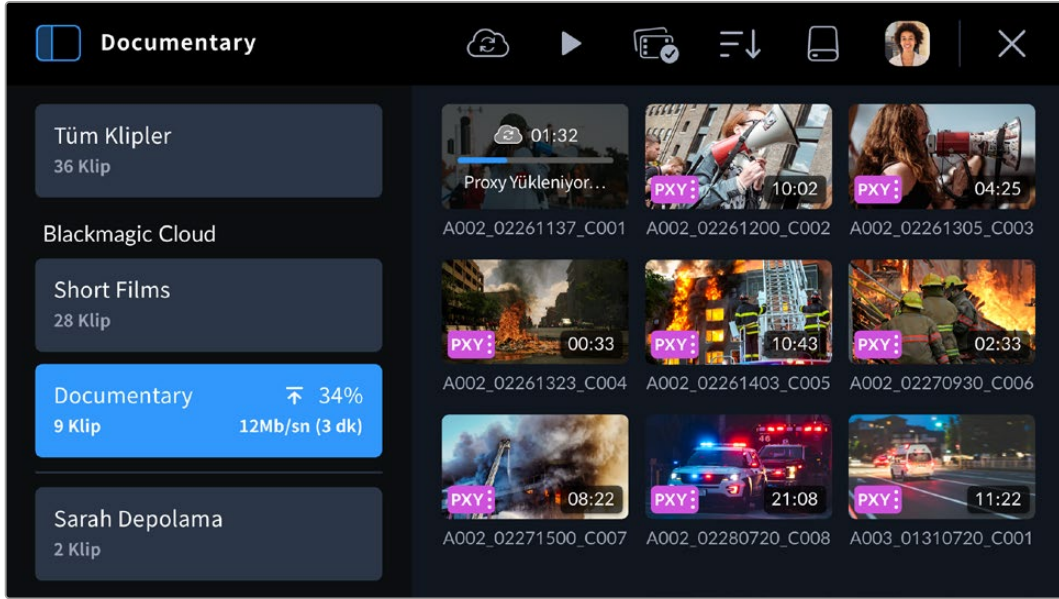 Documentary
Tüm Klipler
36 Klip
Blackmagic Cloud
Short Films
28 Klip
Documentary 34%
9 Klip 12Mb/sn (3 dk)
Sarah Depolama
2 Klip
01:32
Proxy Yükleniyor...
PXY 10:02
PXY 04:25
A002_02261137_C001 A002_02261200_C002 A002_02261305_C003
PXY 00:33
PXY 10:43
PXY 02:33
A002_02261323_C004 A002_02261403_C005 A002_02270930_C006
PXY 08:22
PXY 21:08
PXY 11:22
A002_02271500_C007 A002_02280720_C008 A003_01310720_C001